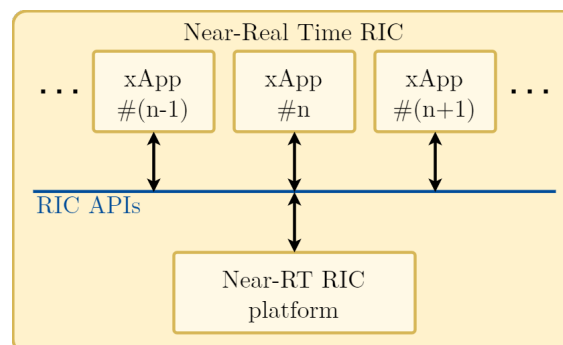 Near-Real Time RIC
. . . xApp #(n-1) xApp #n xApp #(n+1) . . .
RIC APIs
Near-RT RIC
platform